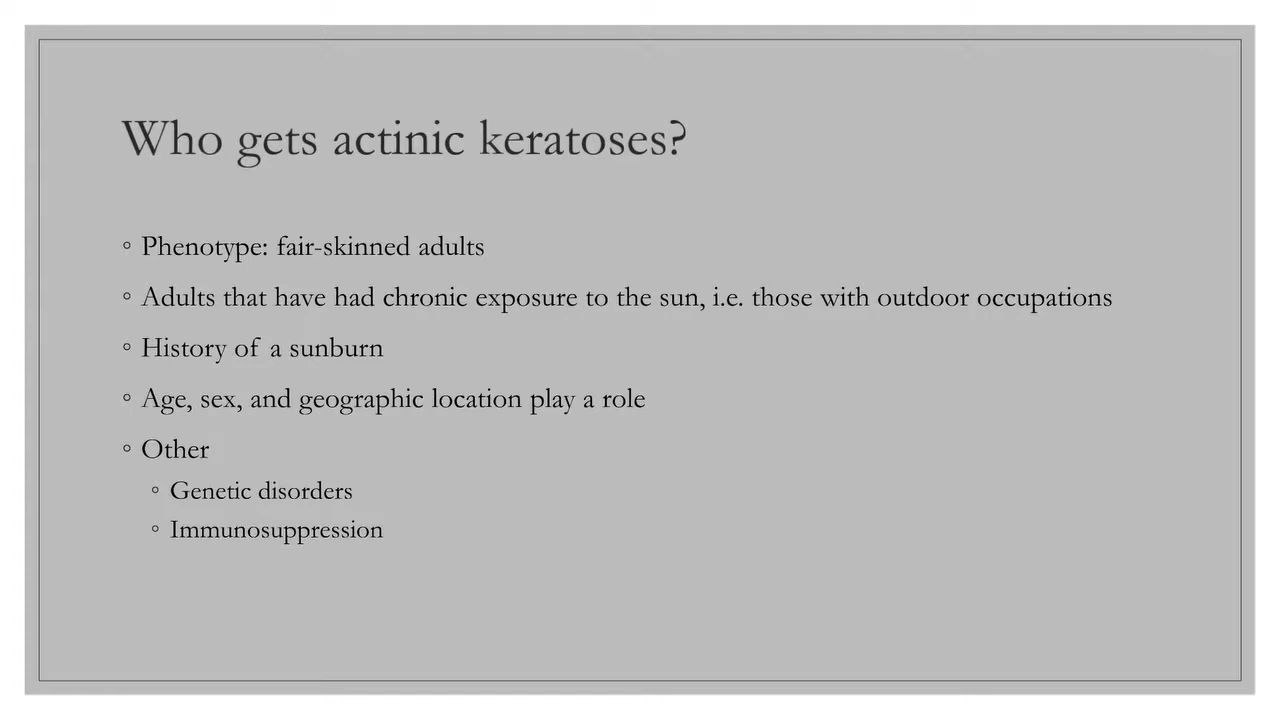 Who gets actinic keratoses?
◦ Phenotype: fair-skinned adults
◦ Adults that have had chronic exposure to the sun, i.e. those with outdoor occupations
◦ History of a sunburn
◦ Age, sex, and geographic location play a role
◦ Other
◦ Genetic disorders
◦ Immunosuppression